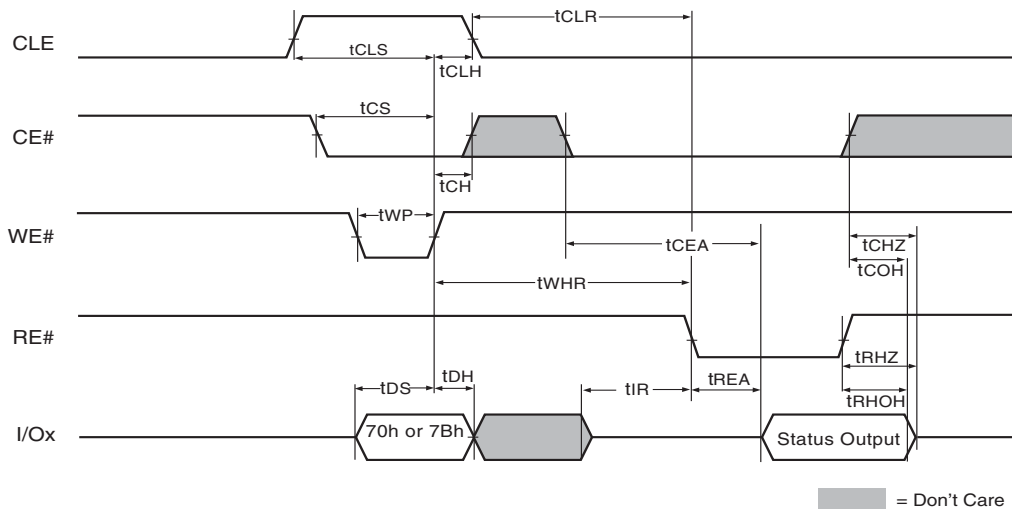 tCLR
CLE
tCLS
tCLH
tCS
CE#
tCH
tWP
WE#
tCEA
tCHZ
tCOH
tWHR
RE#
tDS
tDH
tIR
tREA
tRHZ
tRHOH
I/Ox
70h or 7Bh
Status Output
= Don't Care